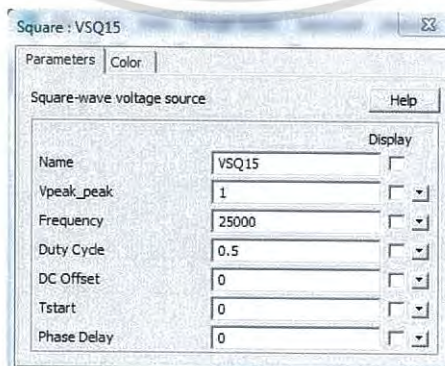 Square : VSQ15
Parameters Color
Square-wave voltage source Help
Display
Name VSQ15
Vpeak_peak 1
Frequency 25000
Duty Cycle 0.5
DC Offset 0
Tstart 0
Phase Delay 0